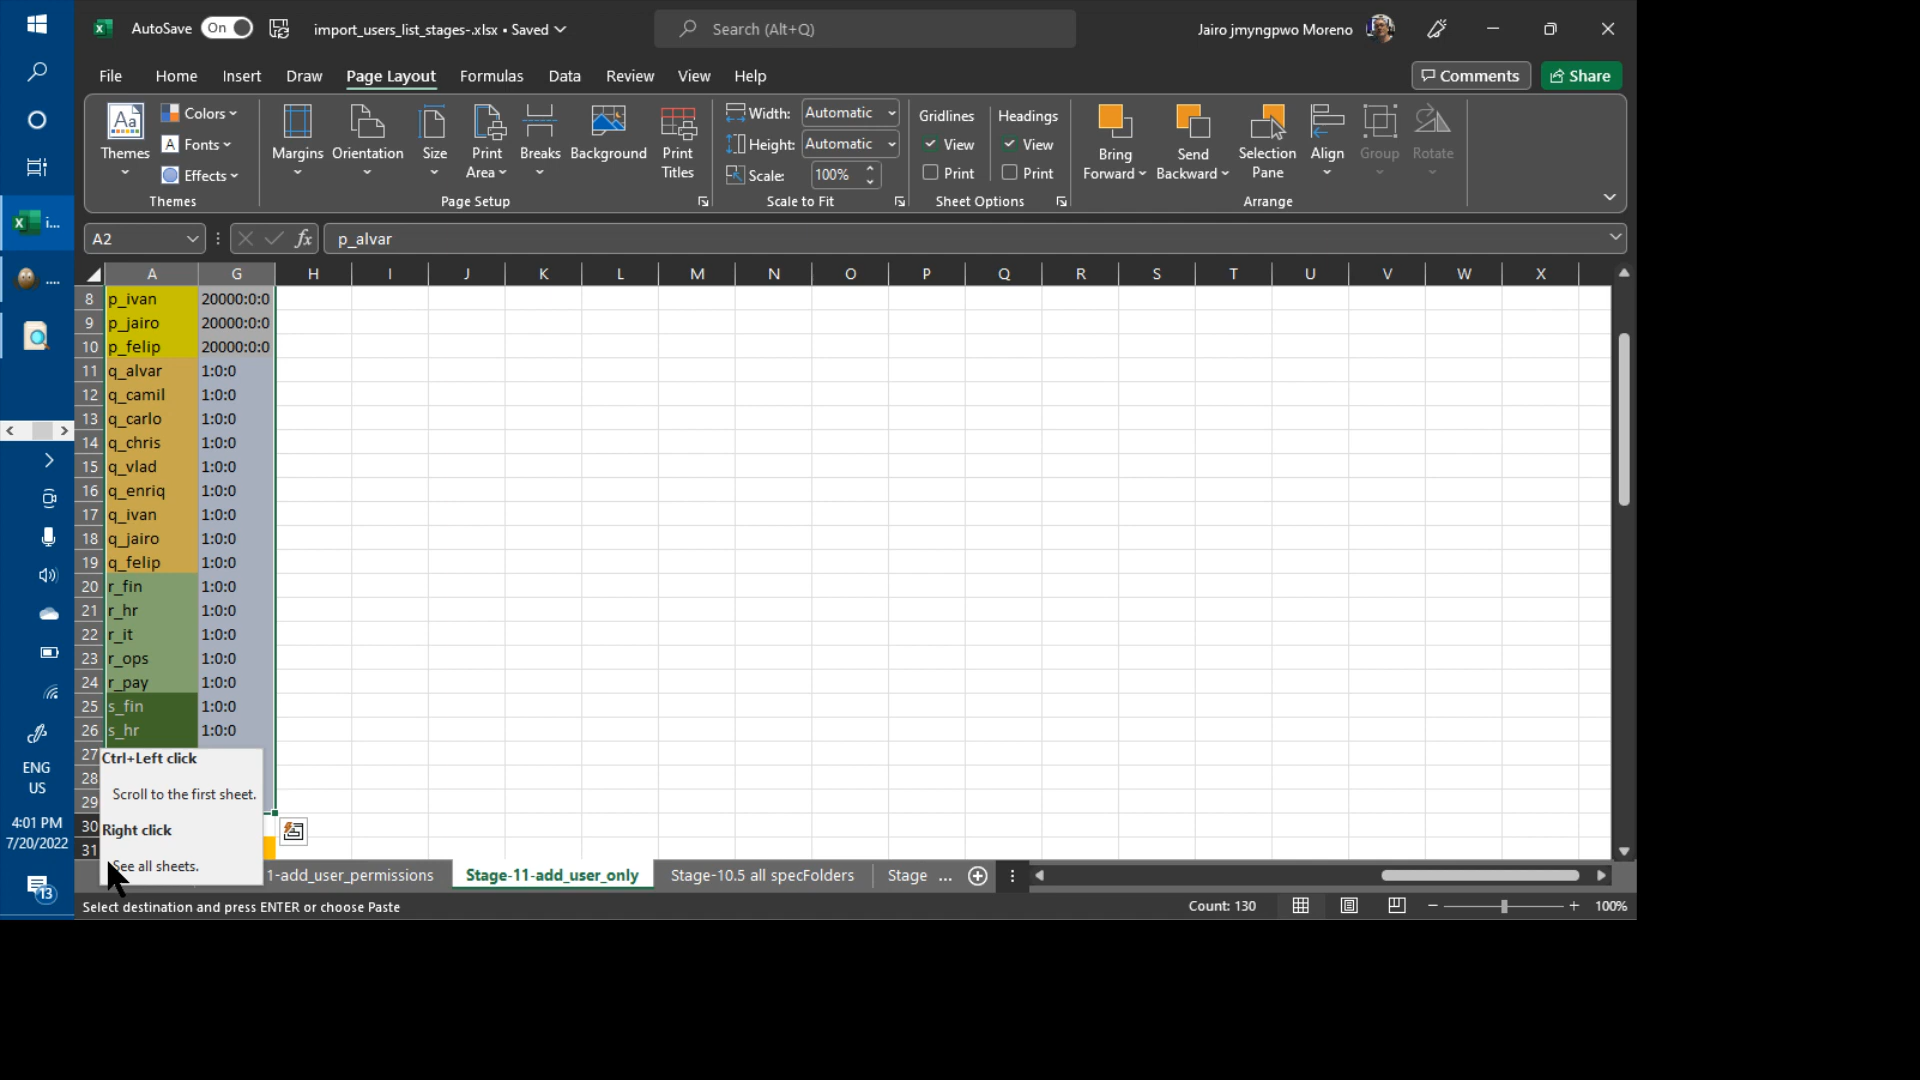 AutoSave On import_users_list_stages-.xlsx • Saved Search (Alt+Q) Jairo jmyngpwo Moreno
File Home Insert Draw Page Layout Formulas Data Review View Help Comments Share
Themes Colors Fonts Effects Themes
Margins Orientation Size Print Area Breaks Background Print Titles Page Setup
Width: Automatic
Height: Automatic
Scale: 100%
Scale to Fit
Gridlines Headings
View View
Print Print
Sheet Options
Bring Forward Send Backward Selection Pane Align Group Rotate Arrange
A2 fx p_alvar
A G H I J K L M N O P Q R S T U V W X
8 p_ivan 20000:0:0
9 p_jairo 20000:0:0
10 p_felip 20000:0:0
11 q_alvar 1:0:0
12 q_camil 1:0:0
13 q_carlo 1:0:0
14 q_chris 1:0:0
15 q_vlad 1:0:0
16 q_enriq 1:0:0
17 q_ivan 1:0:0
18 q_jairo 1:0:0
19 q_felip 1:0:0
20 r_fin 1:0:0
21 r_hr 1:0:0
22 r_it 1:0:0
23 r_ops 1:0:0
24 r_pay 1:0:0
25 s_fin 1:0:0
26 s_hr 1:0:0
27
28
29
30
31
Ctrl+Left click
Scroll to the first sheet.
Right click
See all sheets.
1-add_user_permissions Stage-11-add_user_only Stage-10.5 all specFolders Stage ...
Select destination and press ENTER or choose Paste Count: 130 100%
i...
....
ENG
US
4:01 PM
7/20/2022
13